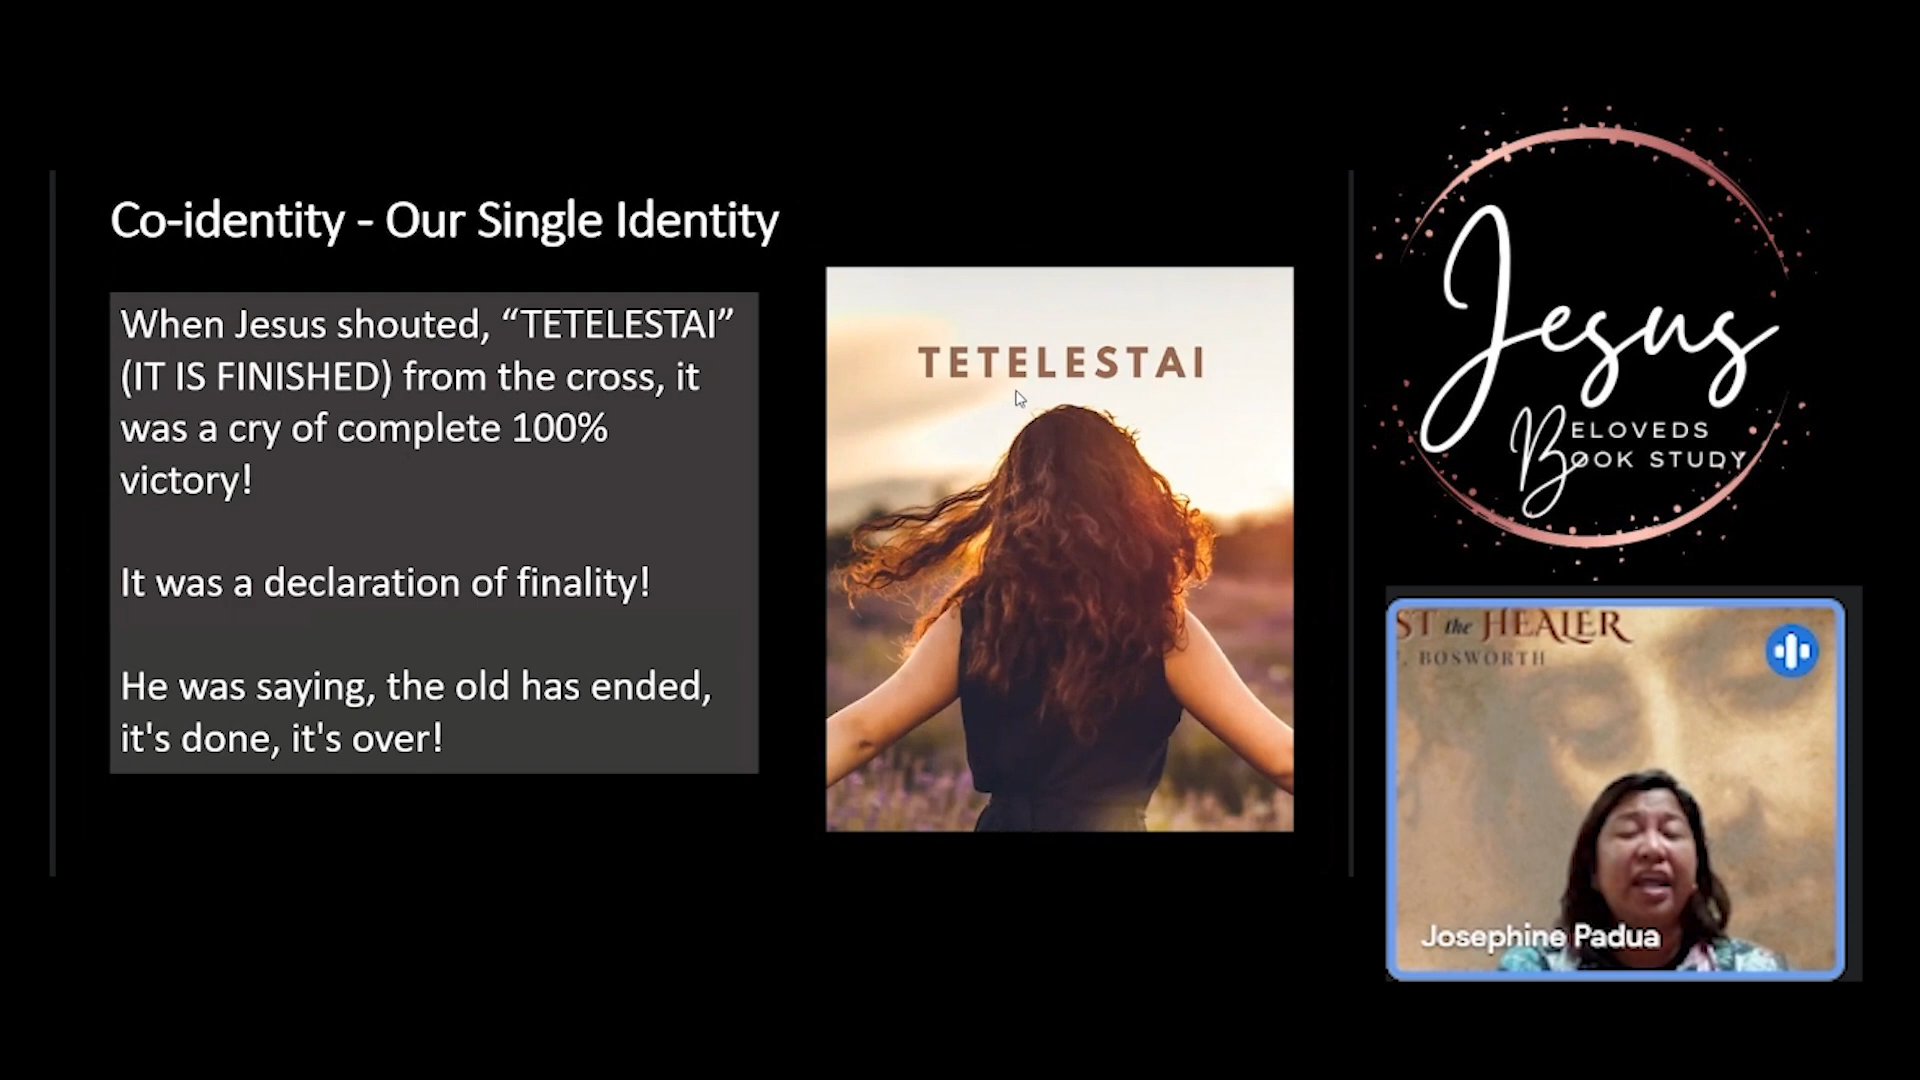 Co-identity - Our Single Identity
When Jesus shouted, “TETELESTAI”
(IT IS FINISHED) from the cross, it
was a cry of complete 100%
victory!
It was a declaration of finality!
He was saying, the old has ended,
it's done, it's over!
TETELESTAI
Jesus
BELOVEDS
BOOK STUDY
ST the HEALER
. BOSWORTH
Josephine Padua